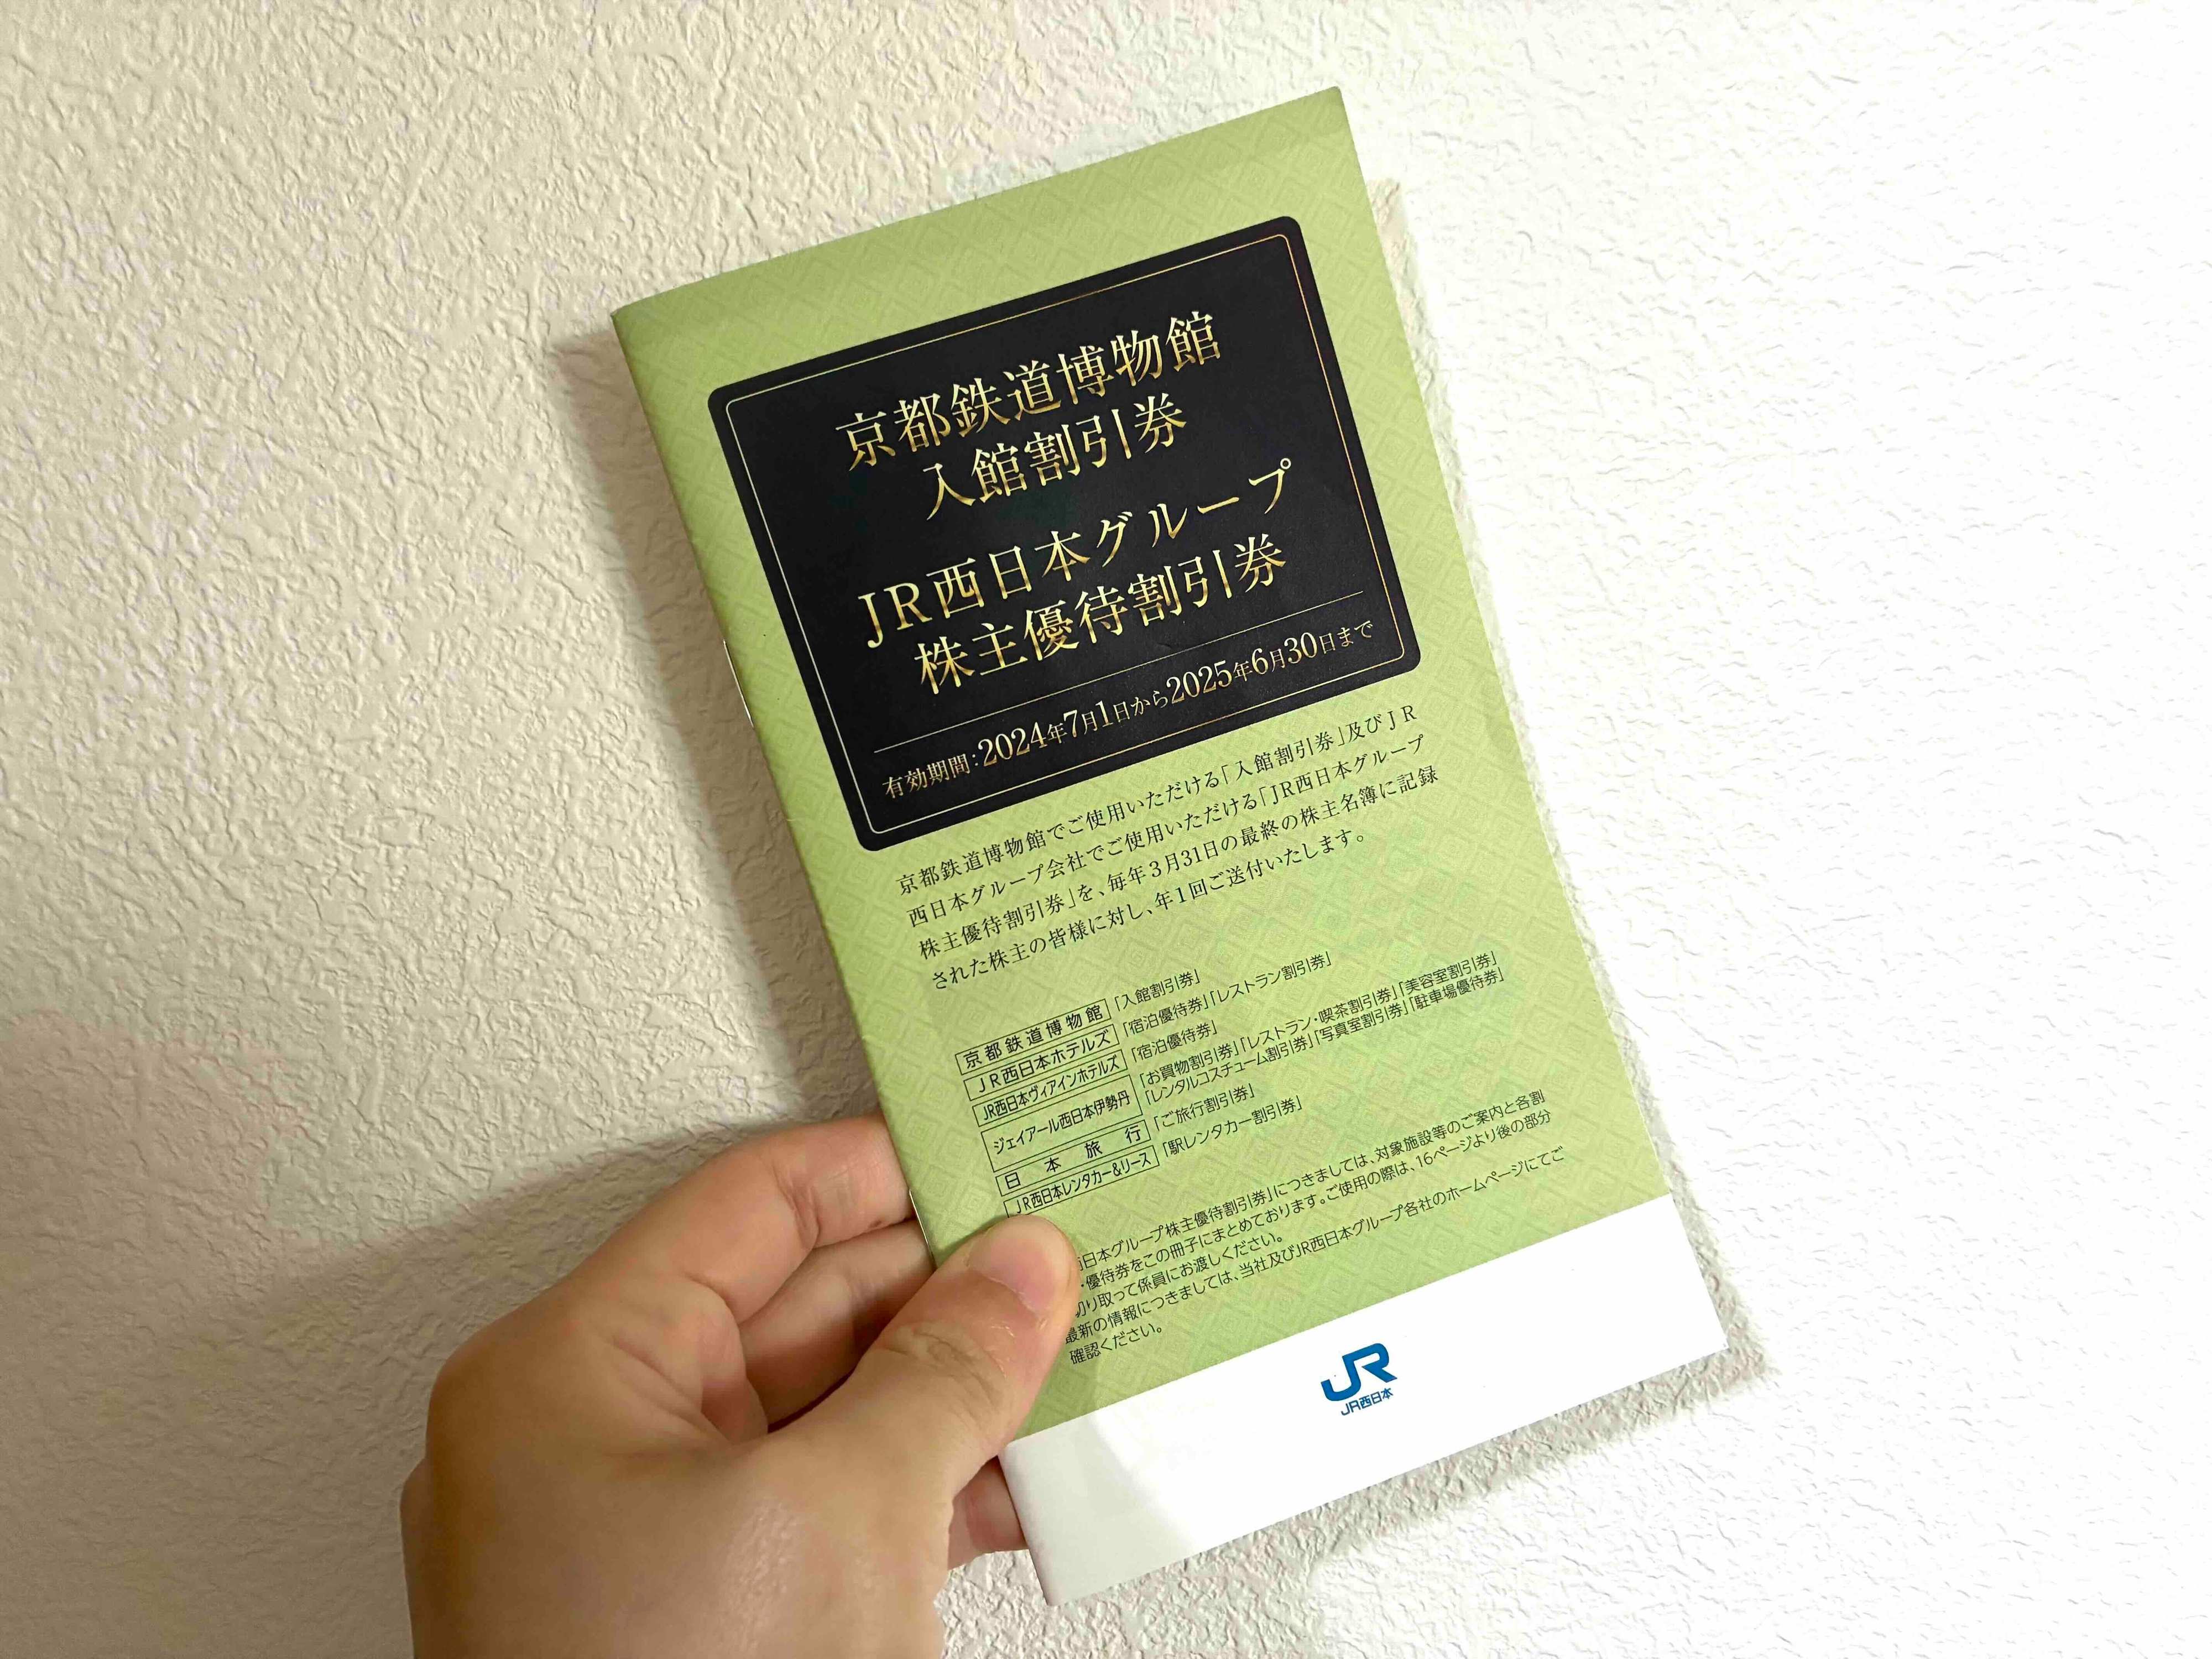 京都鉄道博物館
入館割引券
JR西日本グループ
株主優待割引券
有効期間：2024年7月1日から2025年6月30日まで
京都鉄道博物館でご使用いただける「入館割引券」及びJR
西日本グループ会社でご使用いただける「JR西日本グループ
株主優待割引券」を、毎年3月31日の最終の株主名簿に記録
された株主の皆様に対し、年1回ご送付いたします。
京都鉄道博物館「入館割引券」
JR西日本ホテルズ「宿泊優待券」「レストラン割引券」
JR西日本ヴィアインホテルズ「宿泊優待券」
ジェイアール西日本伊勢丹「お買物割引券」「レストラン・喫茶割引券」「美容室割引券」
「レンタルコスチューム割引券」「写真室割引券」「駐車場優待券」
日本旅行「ご旅行割引券」
JR西日本レンタカー&リース「駅レンタカー割引券」
日本グループ株主優待割引券」につきましては、対象施設等のご案内と各割
・優待券をこの冊子にまとめております。ご使用の際は、16ページより後の部分
切り取って係員にお渡しください。
最新の情報につきましては、当社及びJR西日本グループ各社のホームページにてご
確認ください。
JR
JR西日本